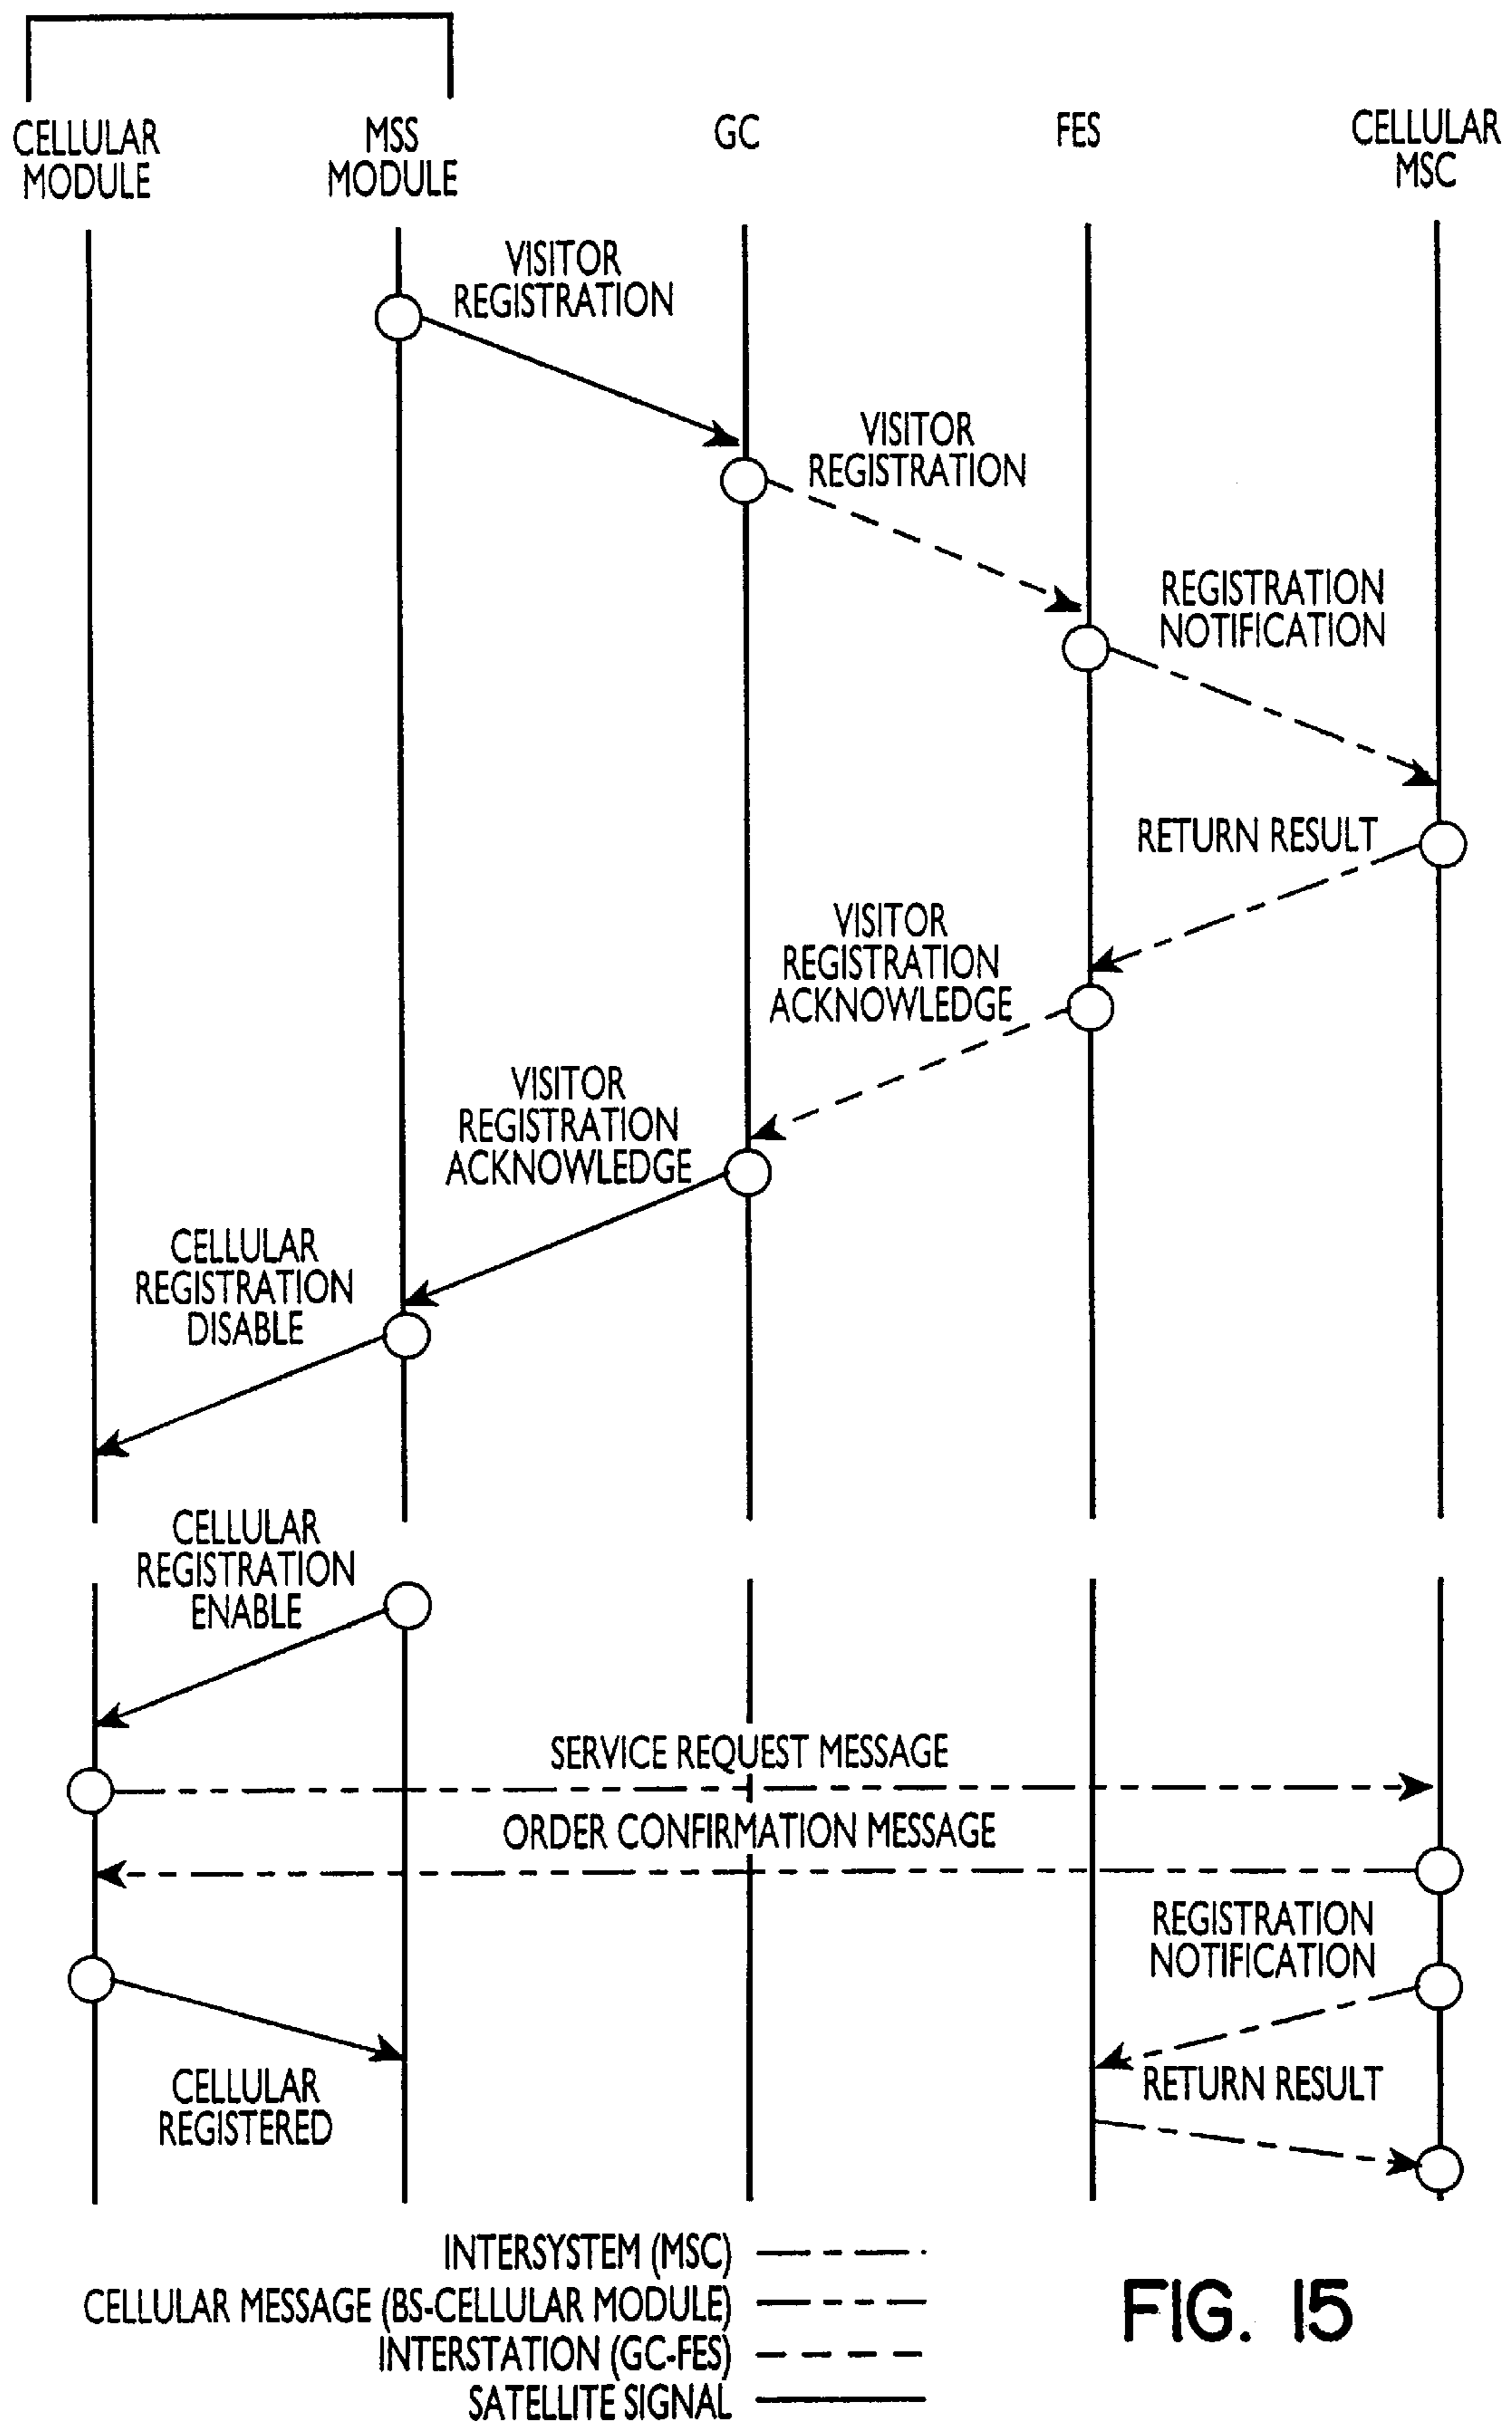 CELLULAR
MODULE
MSS
MODULE
GC
FES
CELLULAR
MSC
VISITOR
REGISTRATION
VISITOR
REGISTRATION
REGISTRATION
NOTIFICATION
RETURN RESULT
VISITOR
REGISTRATION
ACKNOWLEDGE
VISITOR
REGISTRATION
ACKNOWLEDGE
CELLULAR
REGISTRATION
DISABLE
CELLULAR
REGISTRATION
ENABLE
SERVICE REQUEST MESSAGE
ORDER CONFIRMATION MESSAGE
REGISTRATION
NOTIFICATION
RETURN RESULT
CELLULAR
REGISTERED
INTERSYSTEM (MSC)
CELLULAR MESSAGE (BS-CELLULAR MODULE)
INTERSTATION (GC-FES)
SATELLITE SIGNAL
FIG. 15